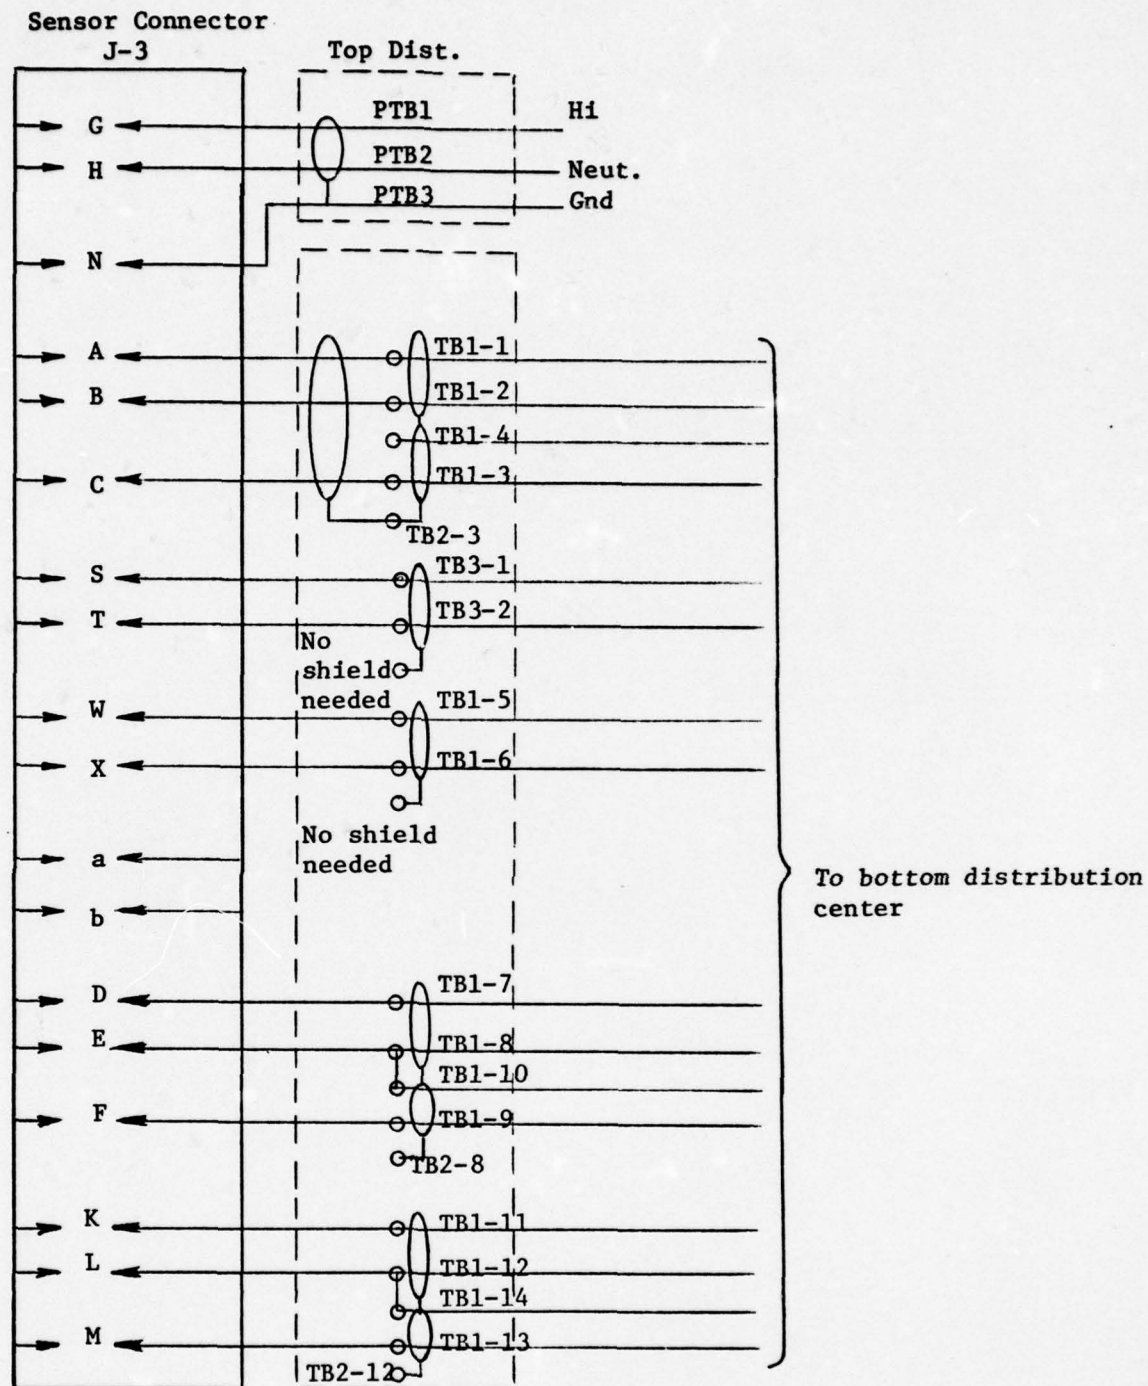 Sensor Connector
J-3
Top Dist.
G
PTB1
Hi
H
PTB2
Neut.
PTB3
Gnd
N
A
TB1-1
B
TB1-2
TB1-4
C
TB1-3
TB2-3
S
TB3-1
T
TB3-2
No
shield
needed
W
TB1-5
X
TB1-6
No shield
needed
a
b
To bottom distribution
center
D
TB1-7
E
TB1-8
TB1-10
F
TB1-9
TB2-8
K
TB1-11
L
TB1-12
TB1-14
M
TB1-13
TB2-12